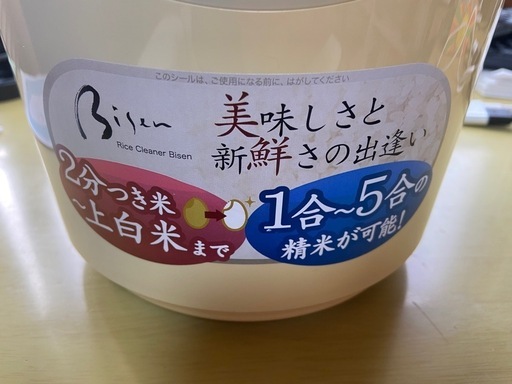 このシールは、ご使用になる前に、はがしてください
Bisen
Rice Cleaner Bisen
美味しさと
新鮮さの出逢い
2分つき米
～上白米まで
1合～5合の
精米が可能!